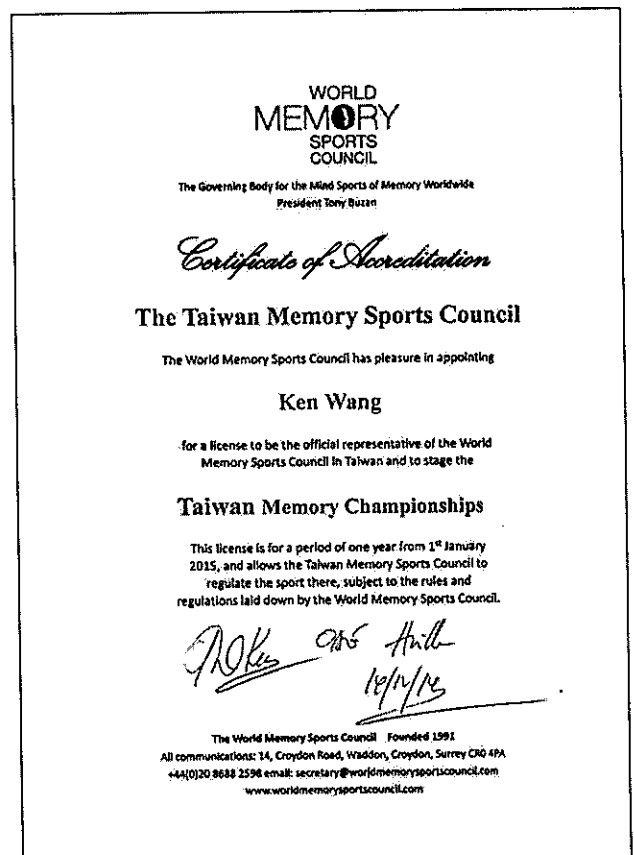 WORLD
MEMORY
SPORTS
COUNCIL
The Governing Body for the Mind Sports of Memory Worldwide
President Tony Buzan
Certificate of Accreditation
The Taiwan Memory Sports Council
The World Memory Sports Council has pleasure in appointing
Ken Wang
for a license to be the official representative of the World
Memory Sports Council in Taiwan and to stage the
Taiwan Memory Championships
This license is for a period of one year from 1st January
2015, and allows the Taiwan Memory Sports Council to
regulate the sport there, subject to the rules and
regulations laid down by the World Memory Sports Council.
The World Memory Sports Council Founded 1991
All communications: 14, Croydon Road, Waddon, Croydon, Surrey CR0 4PA
+44(0)20 8688 2598 email: secretary@worldmemorysportscouncil.com
www.worldmemorysportscouncil.com